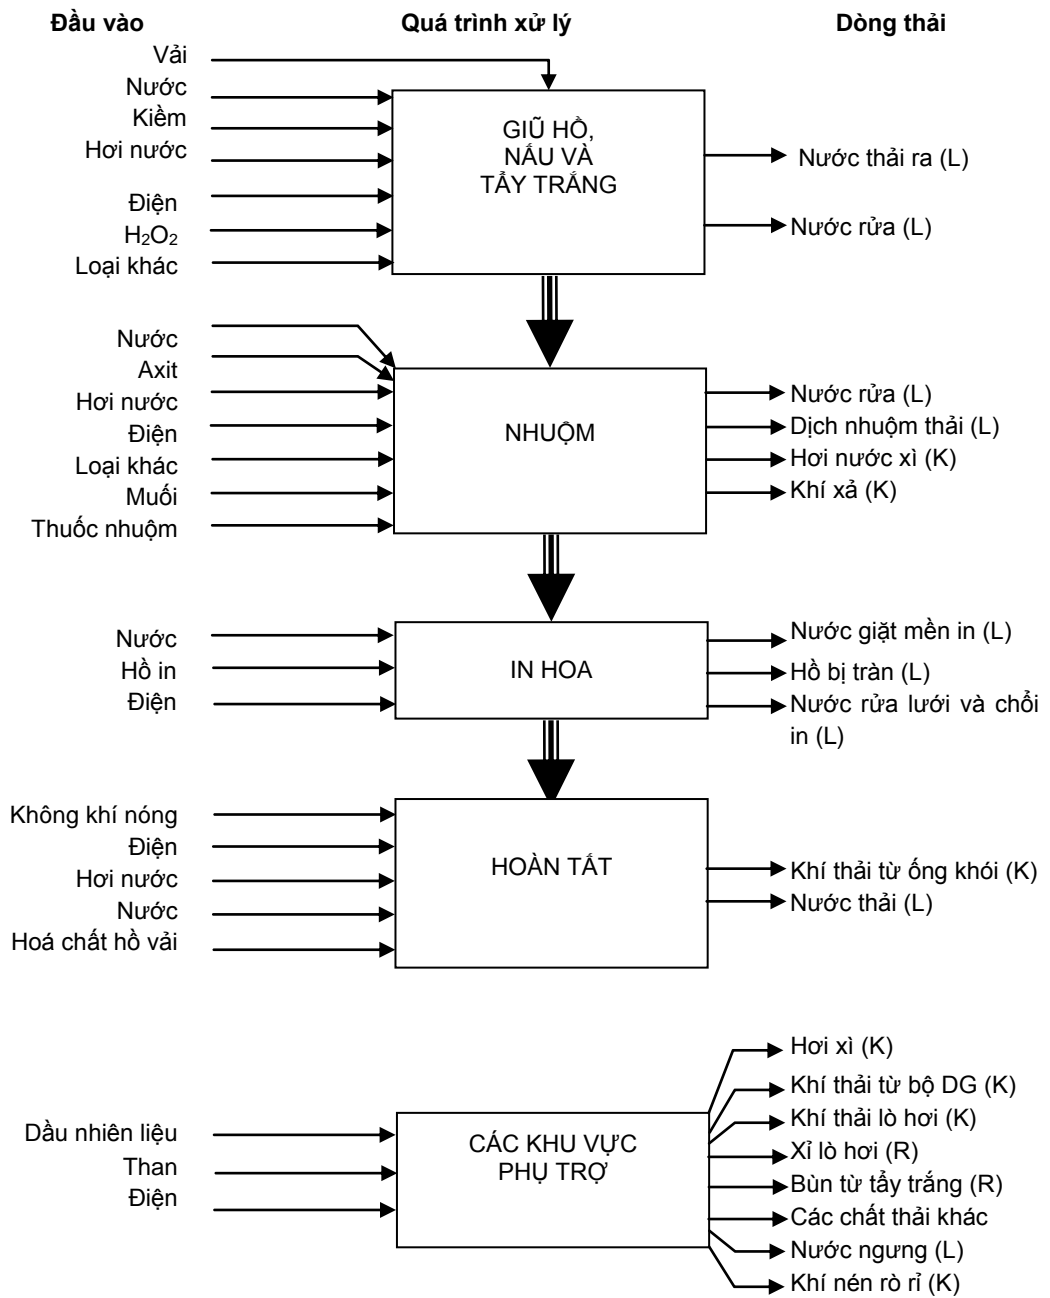 Đầu vào
Quá trình xử lý
Dòng thải
Vải
Nước
Kiềm
Hơi nước
Điện
H₂O₂
Loại khác
GIŨ HỒ,
NẤU VÀ
TẨY TRẮNG
Nước thải ra (L)
Nước rửa (L)
Nước
Axit
Hơi nước
Điện
Loại khác
Muối
Thuốc nhuộm
NHUỘM
Nước rửa (L)
Dịch nhuộm thải (L)
Hơi nước xì (K)
Khí xả (K)
Nước
Hồ in
Điện
IN HOA
Nước giặt mền in (L)
Hồ bị tràn (L)
Nước rửa lưới và chổi
in (L)
Không khí nóng
Điện
Hơi nước
Nước
Hoá chất hồ vải
HOÀN TẤT
Khí thải từ ống khói (K)
Nước thải (L)
Dầu nhiên liệu
Than
Điện
CÁC KHU VỰC
PHỤ TRỢ
Hơi xì (K)
Khí thải từ bộ DG (K)
Khí thải lò hơi (K)
Xỉ lò hơi (R)
Bùn từ tẩy trắng (R)
Các chất thải khác
Nước ngưng (L)
Khí nén rò rỉ (K)